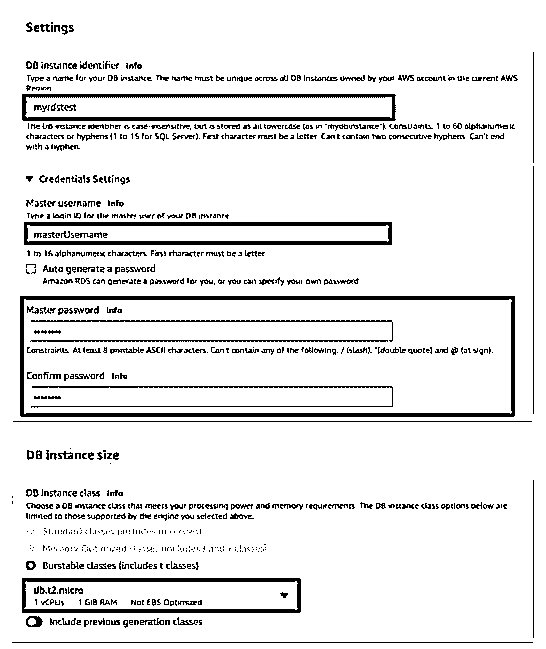 Settings
DB instance identifier Info
Type a name for your DB instance. The name must be unique across all DB instances owned by your AWS account in the current AWS
Region.
myrdstest
The DB instance identifier is case-insensitive, but is stored as all lowercase (as in "mydbinstance"). Constraints: 1 to 60 alphanumeric
characters or hyphens (1 to 15 for SQL Server). First character must be a letter. Can't contain two consecutive hyphens. Can't end
with a hyphen.
▼ Credentials Settings
Master username Info
Type a login ID for the master user of your DB instance.
masterUsername
1 to 16 alphanumeric characters. First character must be a letter
Auto generate a password
Amazon RDS can generate a password for you, or you can specify your own password
Master password Info
••••••••
Constraints: At least 8 printable ASCII characters. Can't contain any of the following: / (slash), "(double quote) and @ (at sign).
Confirm password Info
••••••••
DB instance size
DB instance class Info
Choose a DB instance class that meets your processing power and memory requirements. The DB instance class options below are
limited to those supported by the engine you selected above.
Standard classes (includes m classes)
Memory Optimized classes (includes r and x classes)
Burstable classes (includes t classes)
db.t2.micro
1 vCPUs 1 GiB RAM Not EBS Optimized
Include previous generation classes